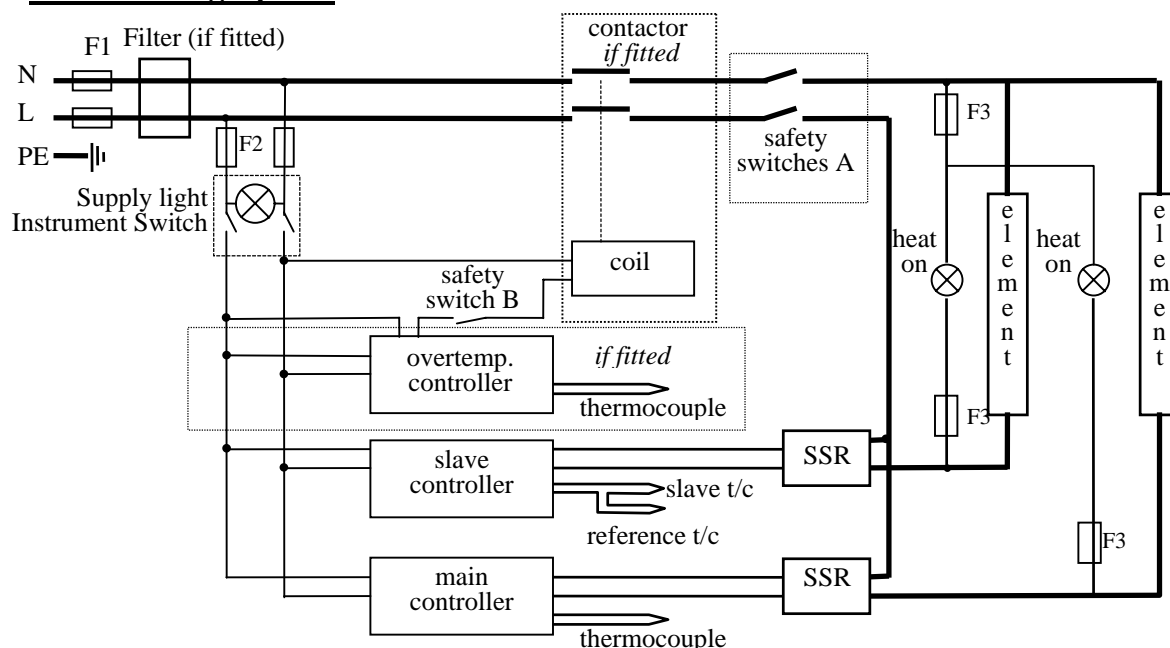 F1
Filter (if fitted)
contactor
if fitted
N
L
PE
F2
safety
switches A
F3
Supply light
Instrument Switch
coil
safety
switch B
heat
on
element
heat
on
element
overtemp.
controller
if fitted
thermocouple
F3
slave
controller
SSR
slave t/c
reference t/c
F3
main
controller
SSR
thermocouple